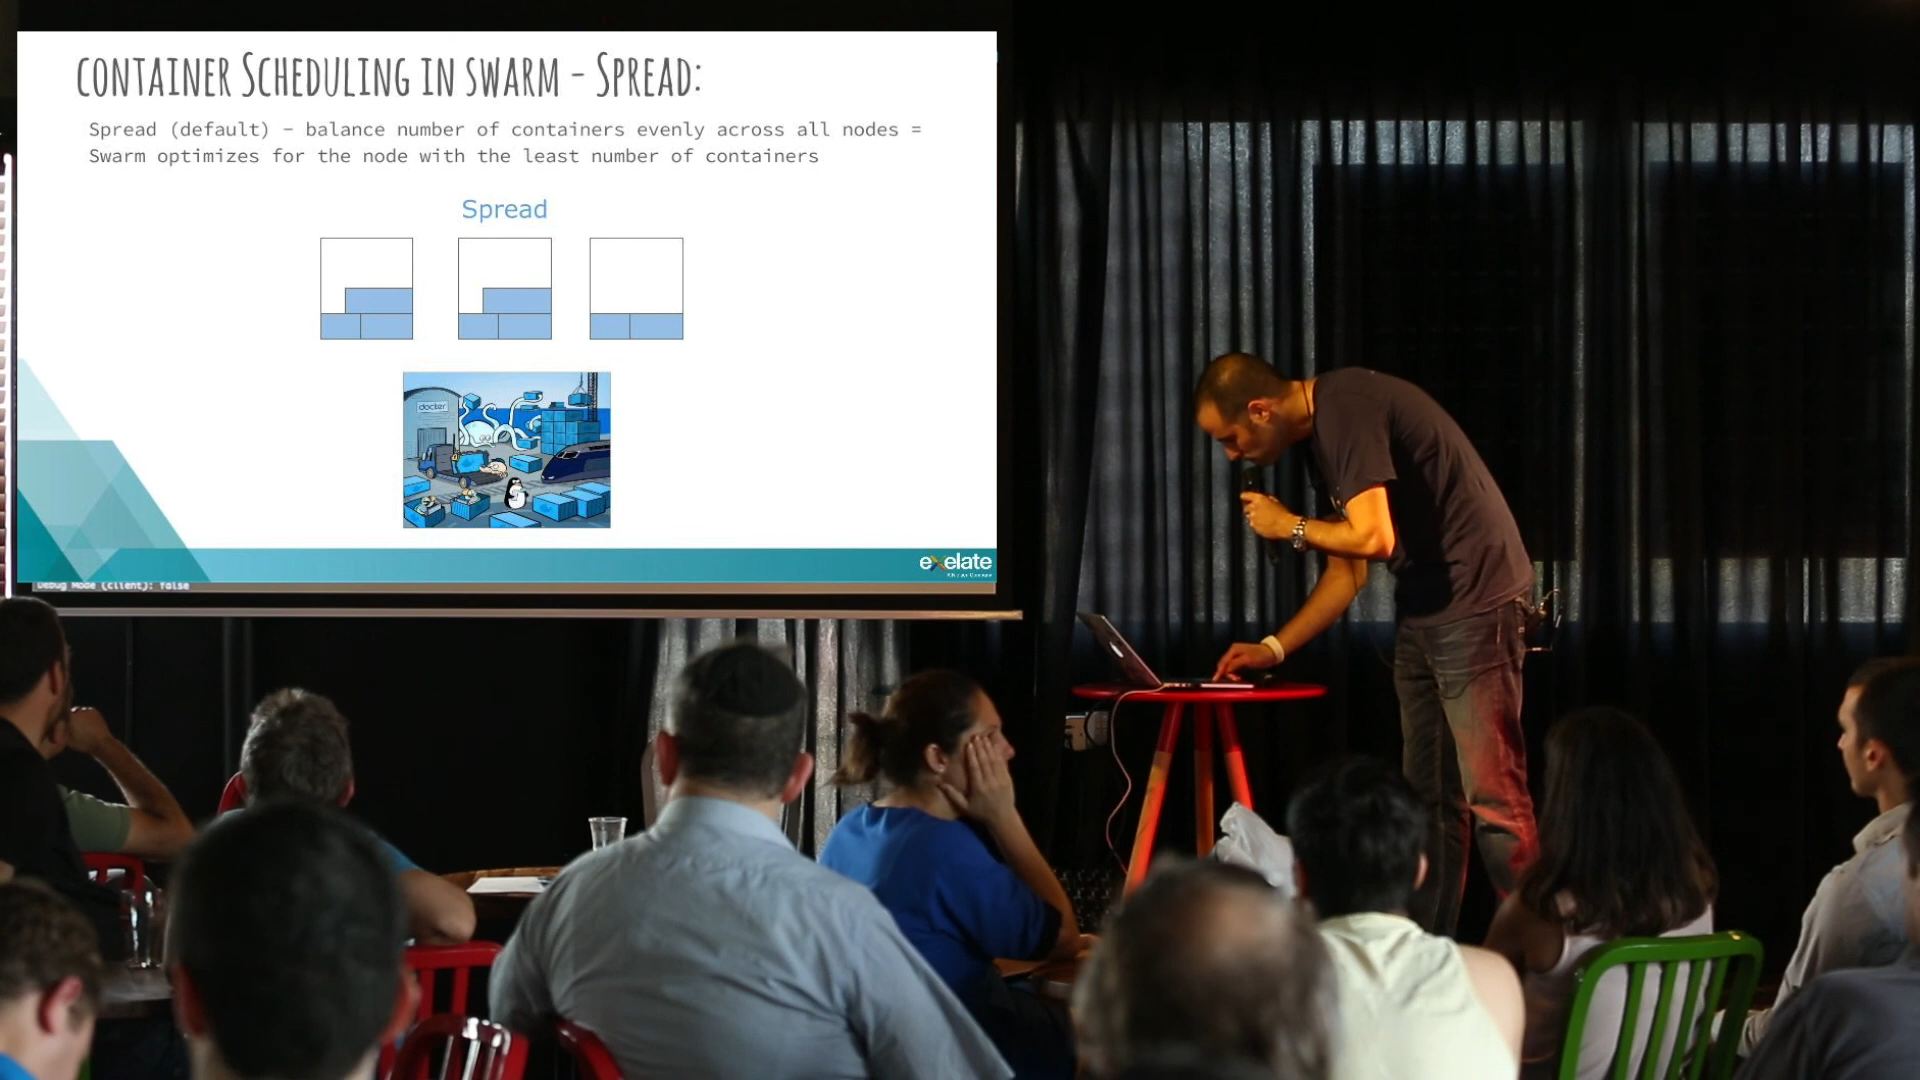 CONTAINER SCHEDULING IN SWARM - SPREAD:
Spread (default) - balance number of containers evenly across all nodes =
Swarm optimizes for the node with the least number of containers
Spread
docker
exelate
Debug Mode (client): false